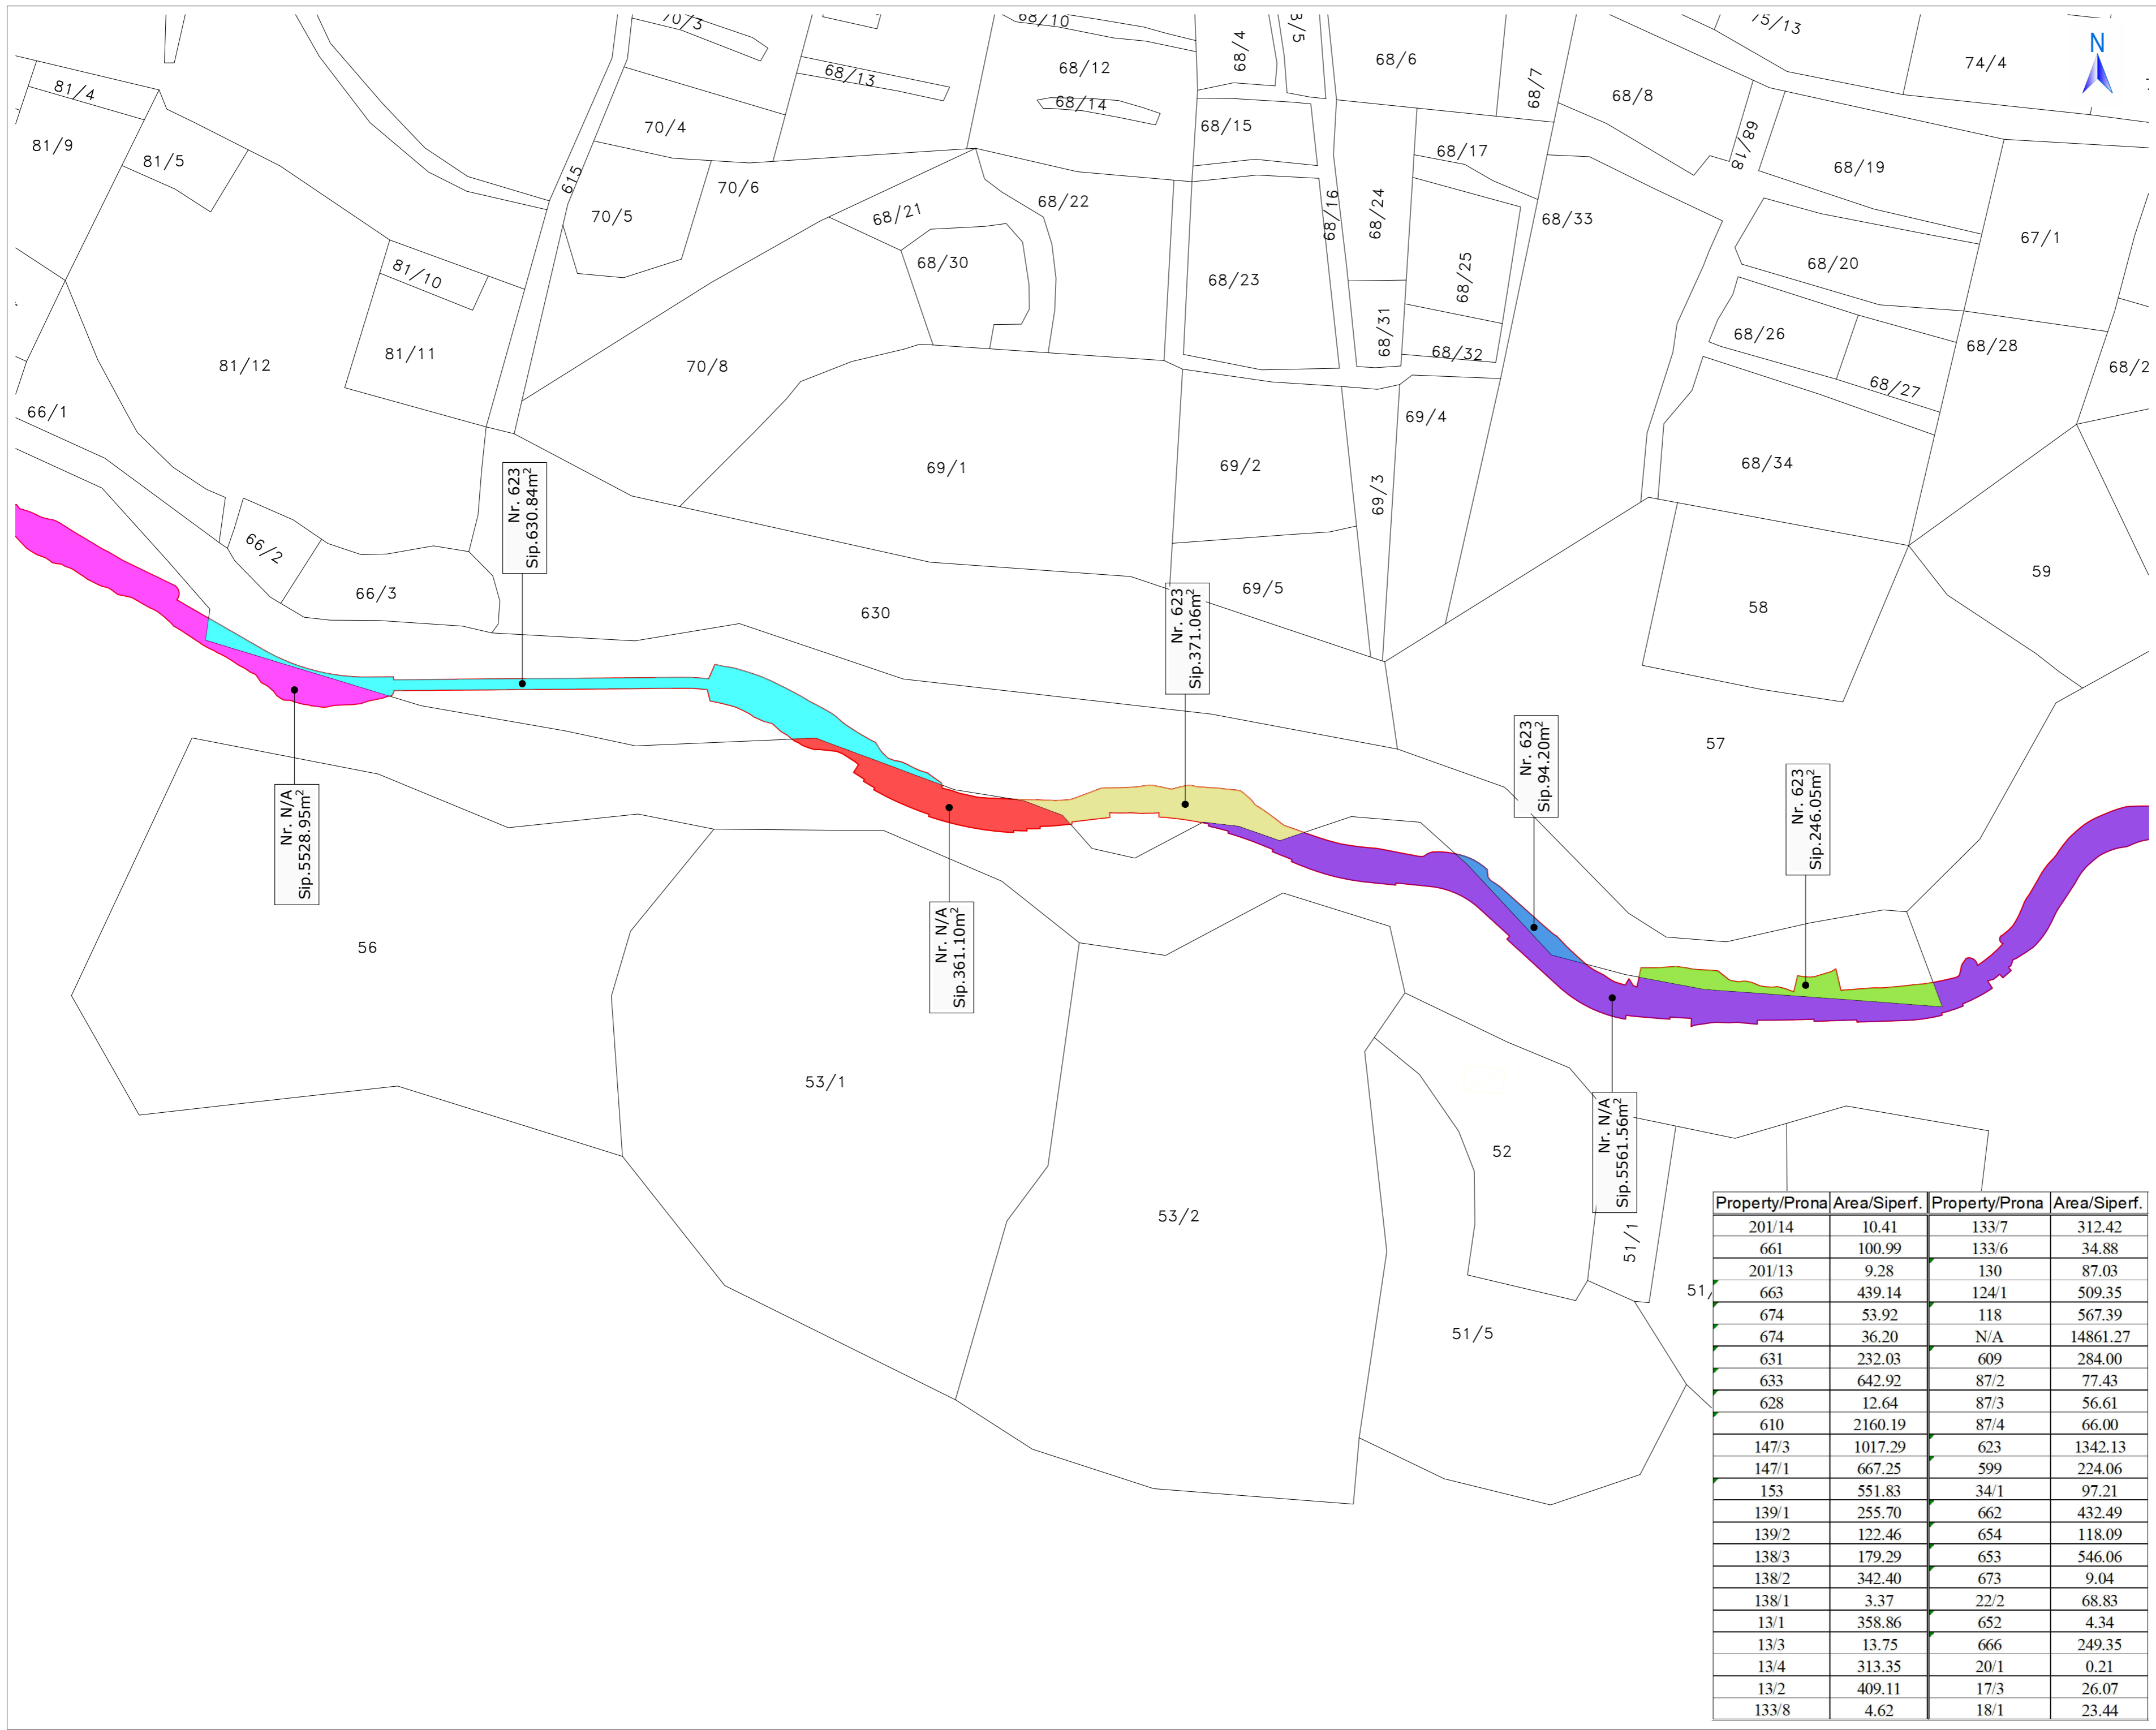 70/3
68/10
68/4
68/6
75/13
74/4
N
81/4
68/13
68/12
68/14
68/7
68/8
81/9
81/5
70/4
68/15
68/17
68/18
68/19
615
70/5
70/6
68/21
68/22
68/16
68/24
68/33
67/1
81/10
68/30
68/23
68/25
68/20
81/12
81/11
70/8
68/31
68/32
68/26
68/28
68/27
66/1
69/1
69/2
69/4
68/34
69/3
66/2
66/3
630
69/5
58
59
57
Nr. 623
Sip.630.84m²
Nr. 623
Sip.371.06m²
Nr. 623
Sip.94.20m²
Nr. 623
Sip.246.05m²
Nr. N/A
Sip.5528.95m²
Nr. N/A
Sip.361.10m²
Nr. N/A
Sip.5561.56m²
56
53/1
53/2
52
51/1
51/5
Property/Prona Area/Siperf. Property/Prona Area/Siperf.
201/14 10.41 133/7 312.42
661 100.99 133/6 34.88
201/13 9.28 130 87.03
663 439.14 124/1 509.35
674 53.92 118 567.39
674 36.20 N/A 14861.27
631 232.03 609 284.00
633 642.92 87/2 77.43
628 12.64 87/3 56.61
610 2160.19 87/4 66.00
147/3 1017.29 623 1342.13
147/1 667.25 599 224.06
153 551.83 34/1 97.21
139/1 255.70 662 432.49
139/2 122.46 654 118.09
138/3 179.29 653 546.06
138/2 342.40 673 9.04
138/1 3.37 22/2 68.83
13/1 358.86 652 4.34
13/3 13.75 666 249.35
13/4 313.35 20/1 0.21
13/2 409.11 17/3 26.07
133/8 4.62 18/1 23.44